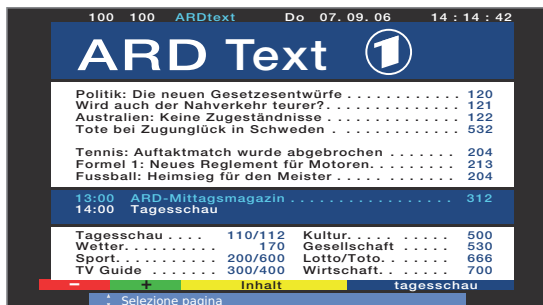 100 100 ARDtext Do 07. 09. 06 14 : 14 : 42
ARD Text 1
Politik: Die neuen Gesetzesentwürfe . . . . . . . . . . . . 120
Wird auch der Nahverkehr teurer?. . . . . . . . . . . . . . 121
Australien: Keine Zugeständnisse . . . . . . . . . . . . . 122
Tote bei Zugunglück in Schweden . . . . . . . . . . . . . 532
Tennis: Auftaktmatch wurde abgebrochen . . . . . . . 204
Formel 1: Neues Reglement für Motoren. . . . . . . . . 213
Fussball: Heimsieg für den Meister . . . . . . . . . . . . 204
13:00 ARD-Mittagsmagazin . . . . . . . . . . . . . . . . . 312
14:00 Tagesschau
Tagesschau . . . . 110/112 Kultur. . . . . . . . . 500
Wetter. . . . . . . . . . 170 Gesellschaft . . . . 530
Sport. . . . . . . . . . 200/600 Lotto/Toto. . . . . 666
TV Guide . . . . . . . 300/400 Wirtschaft. . . . . . 700
− + Inhalt tagesschau
Selezione pagina